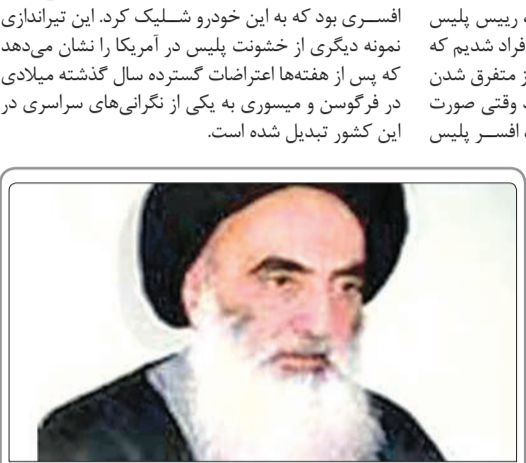 ، رییس پلیس
فراد شدیم که
ز متفرق شدن
وقتی صورت
، افســر پلیس
افســری بود که به این خودرو شــلیک کرد. این تیراندازی
نمونه دیگری از خشونت پلیس در آمریکا را نشان می‌دهد
که پس از هفته‌ها اعتراضات گسترده سال گذشته میلادی
در فرگوسن و میسوری به یکی از نگرانی‌های سراسری در
این کشور تبدیل شده است.